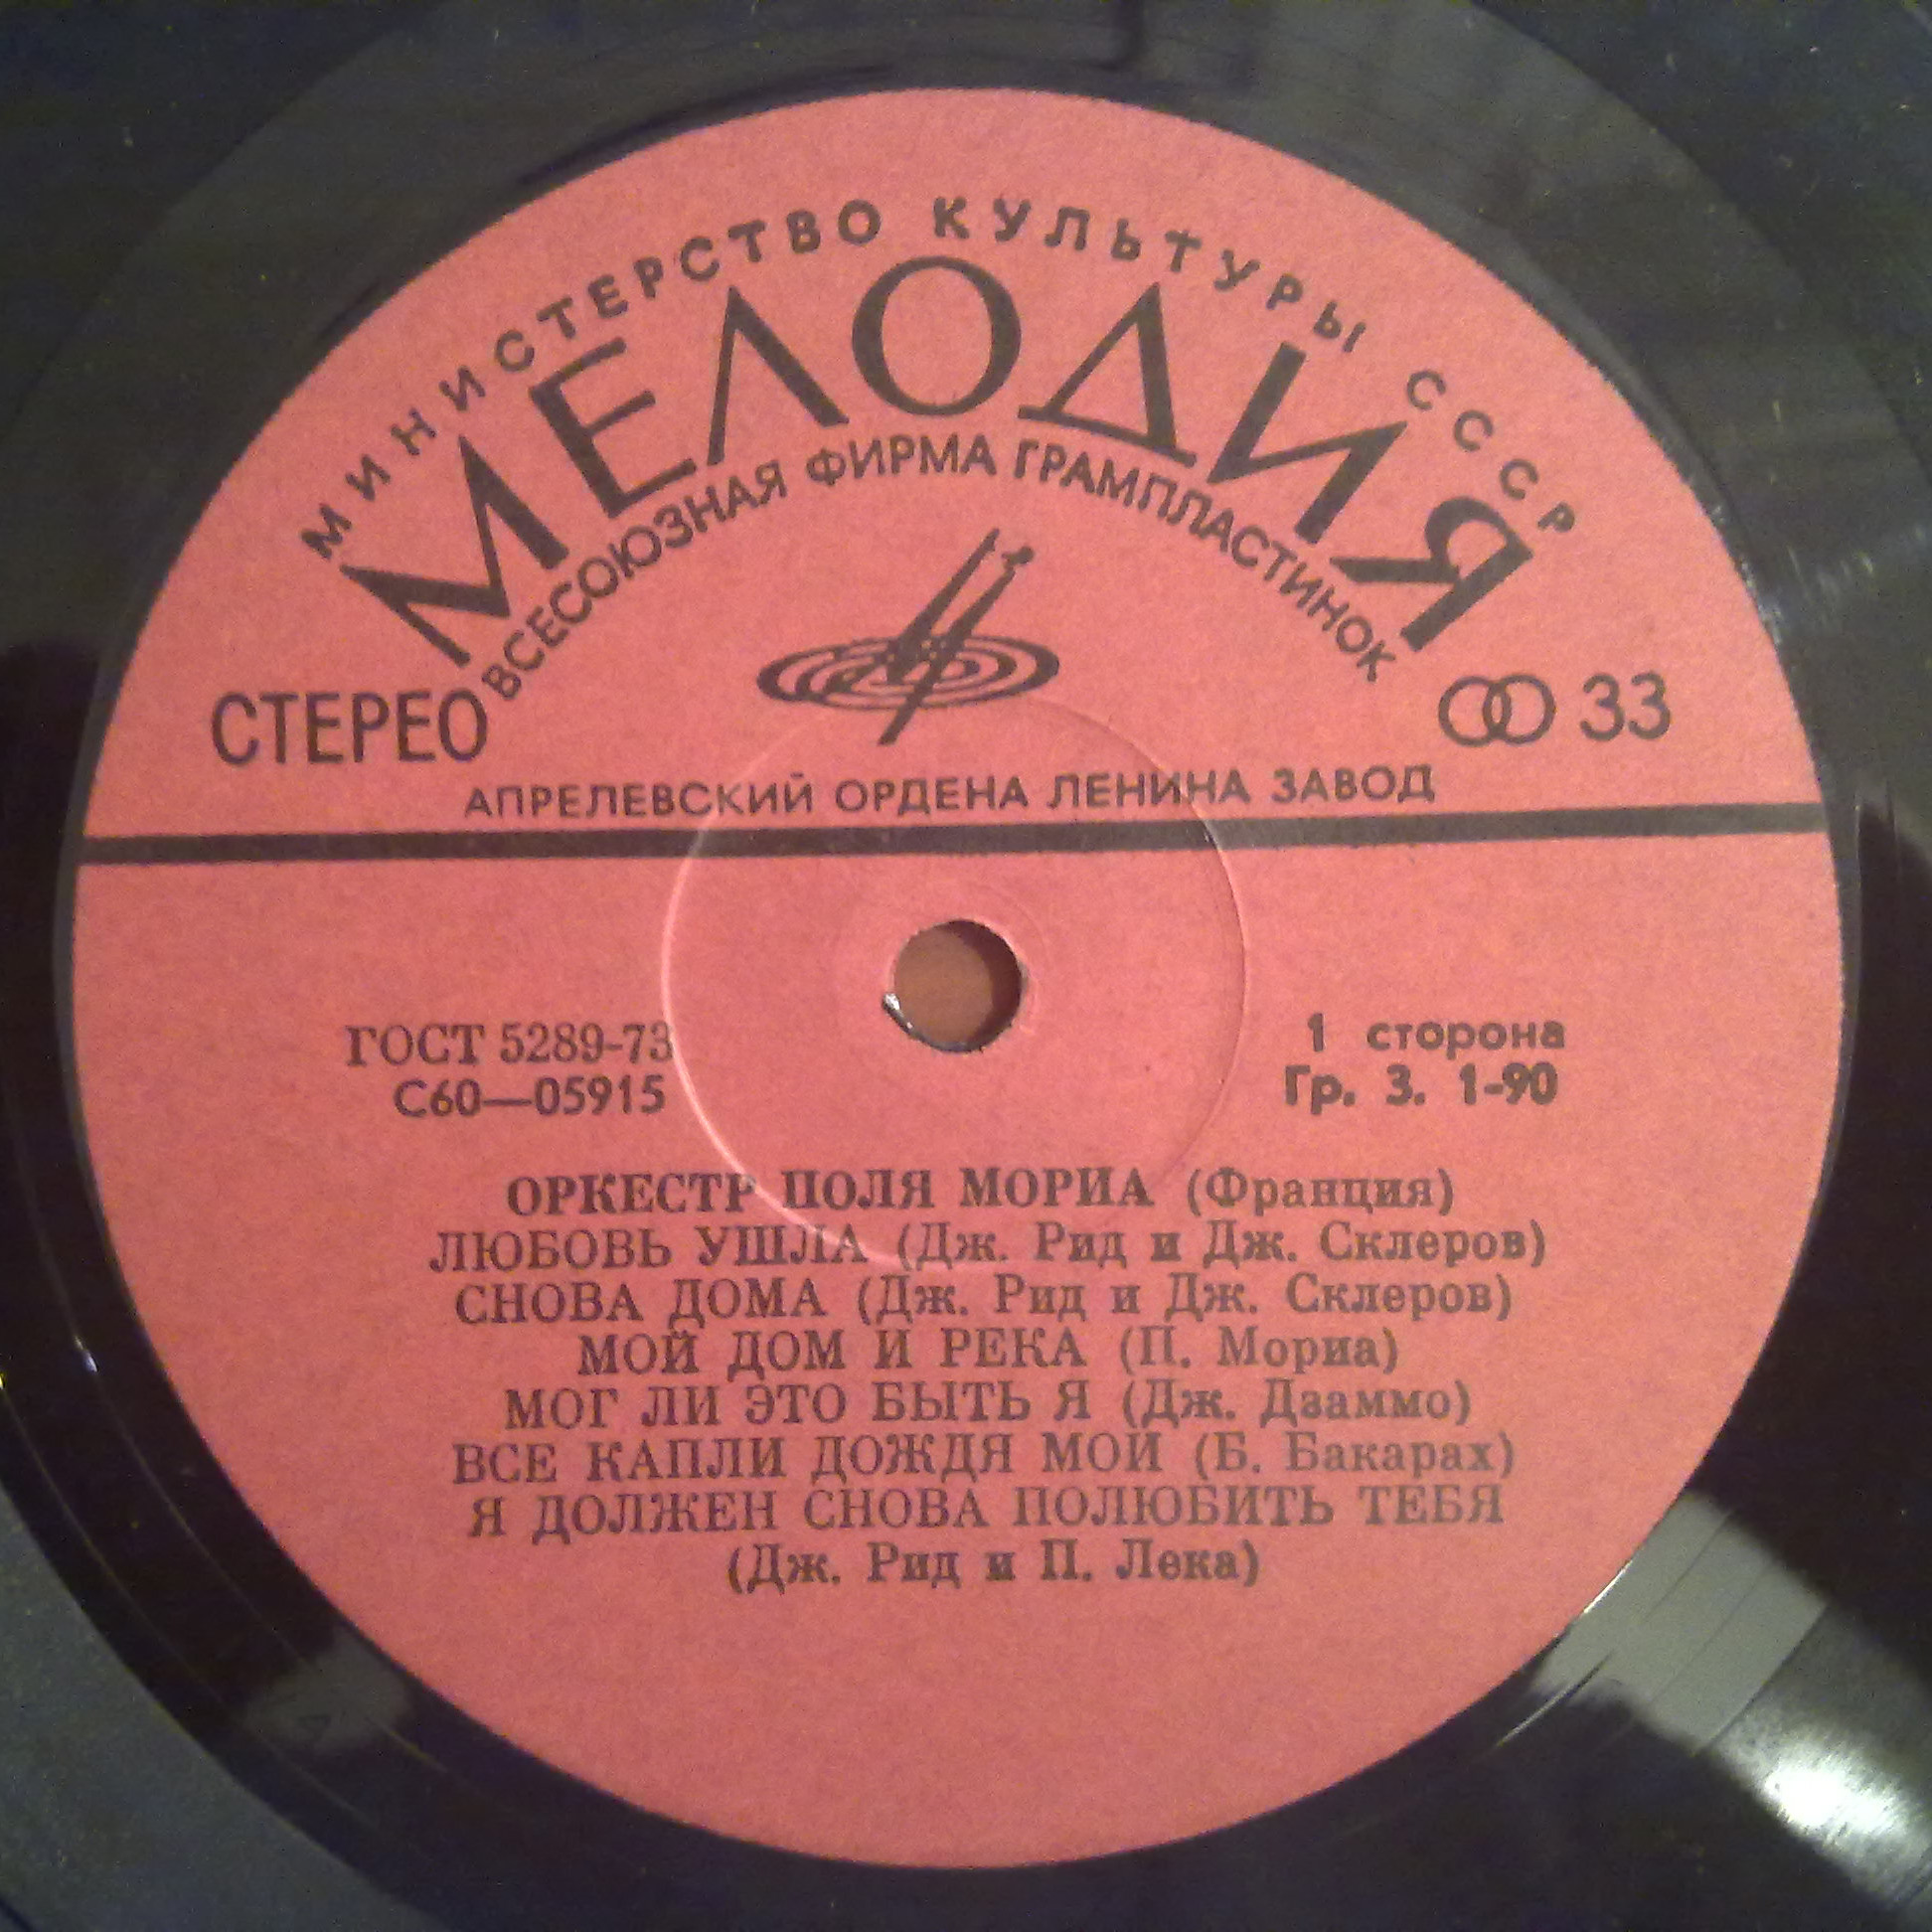 МИНИСТЕРСТВО КУЛЬТУРЫ СССР
МЕЛОДИЯ
ВСЕСОЮЗНАЯ ФИРМА ГРАМПЛАСТИНОК
СТЕРЕО
33
АПРЕЛЕВСКИЙ ОРДЕНА ЛЕНИНА ЗАВОД
ГОСТ 5289-73
С60—05915
1 сторона
Гр. 3. 1-90
ОРКЕСТР ПОЛЯ МОРИА (Франция)
ЛЮБОВЬ УШЛА (Дж. Рид и Дж. Склеров)
СНОВА ДОМА (Дж. Рид и Дж. Склеров)
МОЙ ДОМ И РЕКА (П. Мориа)
МОГ ЛИ ЭТО БЫТЬ Я (Дж. Дзаммо)
ВСЕ КАПЛИ ДОЖДЯ МОИ (Б. Бакарах)
Я ДОЛЖЕН СНОВА ПОЛЮБИТЬ ТЕБЯ
(Дж. Рид и П. Лека)